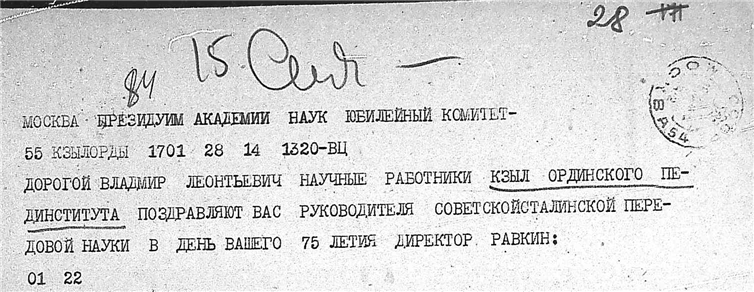 28
15
84
МОСКВА ПРЕЗИДУИМ АКАДЕМИИ НАУК ЮБИЛЕЙНЫЙ КОМИТЕТ-
55 КЗЫЛОРДЫ 1701 28 14 1320-ВЦ
ДОРОГОЙ ВЛАДМИР ЛЕОНТЬЕВИЧ НАУЧНЫЕ РАБОТНИКИ КЗЫЛ ОРДИНСКОГО ПЕ-
ДИНСТИТУТА ПОЗДРАВЛЯЮТ ВАС РУКОВОДИТЕЛЯ СОВЕТСКОЙСТАЛИНСКОЙ ПЕРЕ-
ДОВОЙ НАУКИ В ДЕНЬ ВАШЕГО 75 ЛЕТИЯ ДИРЕКТОР РАВКИН:
01 22